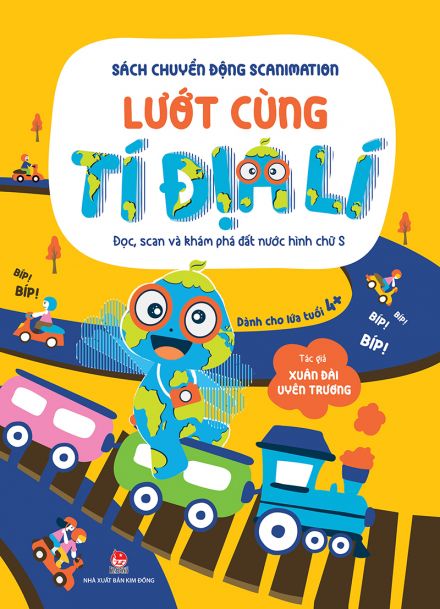 SÁCH CHUYỂN ĐỘNG SCANIMATION
LƯỚT CÙNG
TÍ ĐỊA LÍ
Đọc, scan và khám phá đất nước hình chữ S
BÍP!
BÍP!
Dành cho lứa tuổi 4+
BÍP!
BÍP!
BÍP!
Tác giả
XUÂN ĐÀI
UYÊN TRƯƠNG
NHÀ XUẤT BẢN KIM ĐỒNG